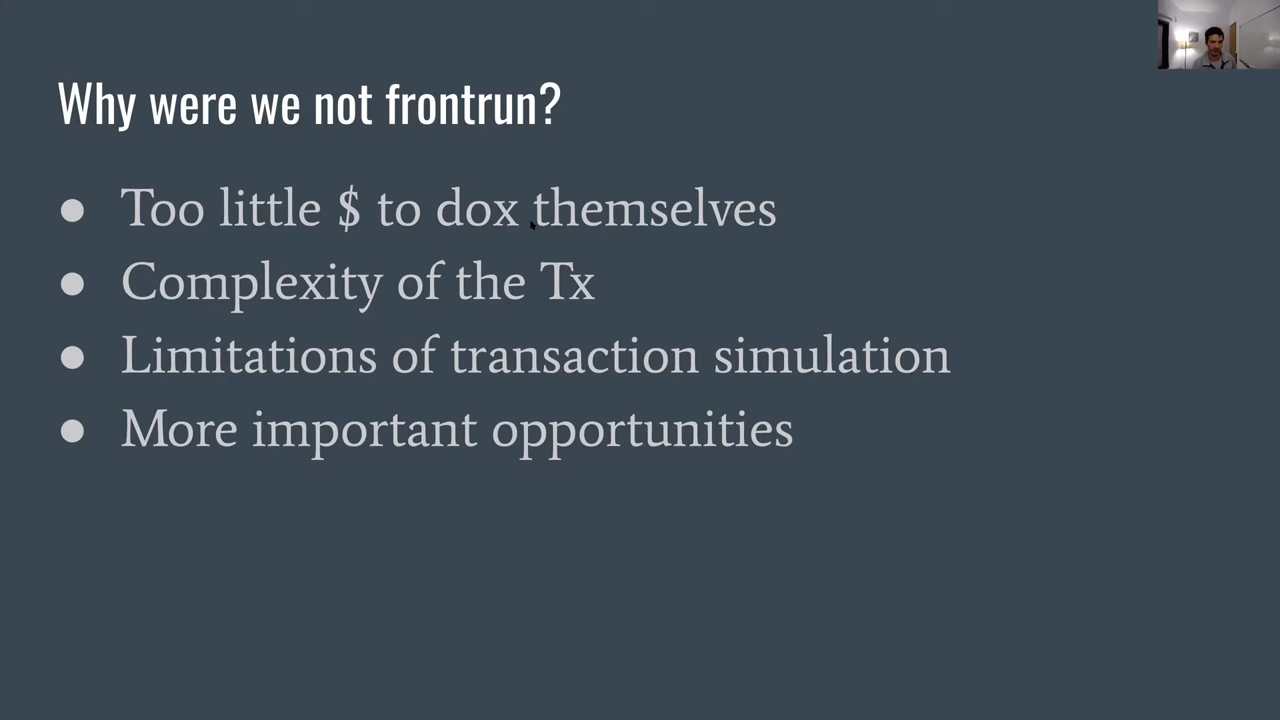 Why were we not frontrun?
● Too little $ to dox themselves
● Complexity of the Tx
● Limitations of transaction simulation
● More important opportunities